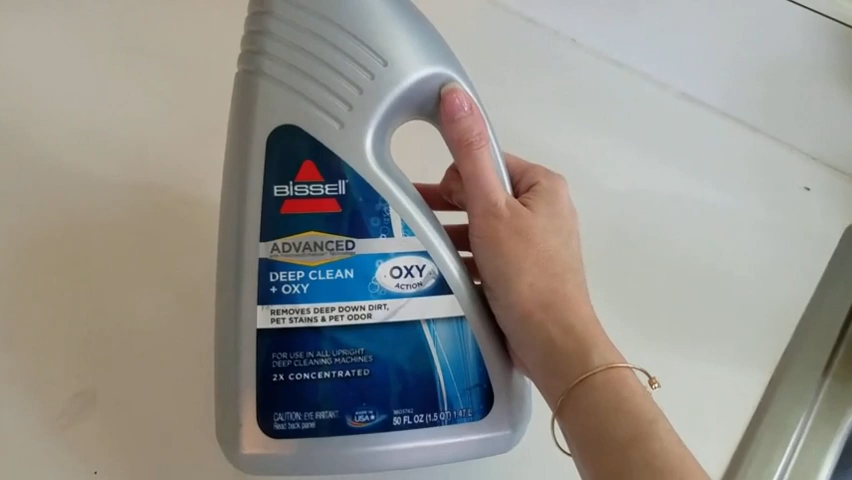 BISSELL
ADVANCED
DEEP CLEAN
+ OXY
OXY
ACTION
REMOVES DEEP DOWN DIRT,
PET STAINS & PET ODOR
FOR USE IN ALL UPRIGHT
DEEP CLEANING MACHINES
2X CONCENTRATED
CAUTION: EYE IRRITANT
Read back panel
MADE IN
USA
50 FL OZ (1.5 QT) 1.47 L